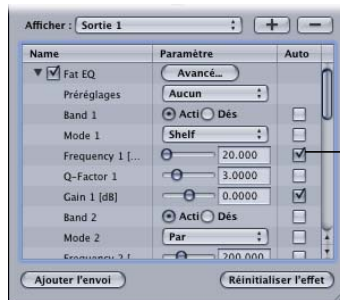 Afficher : Sortie 1 + −
Name Paramètre Auto
Fat EQ Avancé...
Préréglages Aucun
Band 1 Acti Dés
Mode 1 Shelf
Frequency 1 [... 20.000
Q-Factor 1 3.0000
Gain 1 [dB] 0.0000
Band 2 Acti Dés
Mode 2 Par
Frequency 2 [ 200.000
Ajouter l'envoi Réinitialiser l'effet